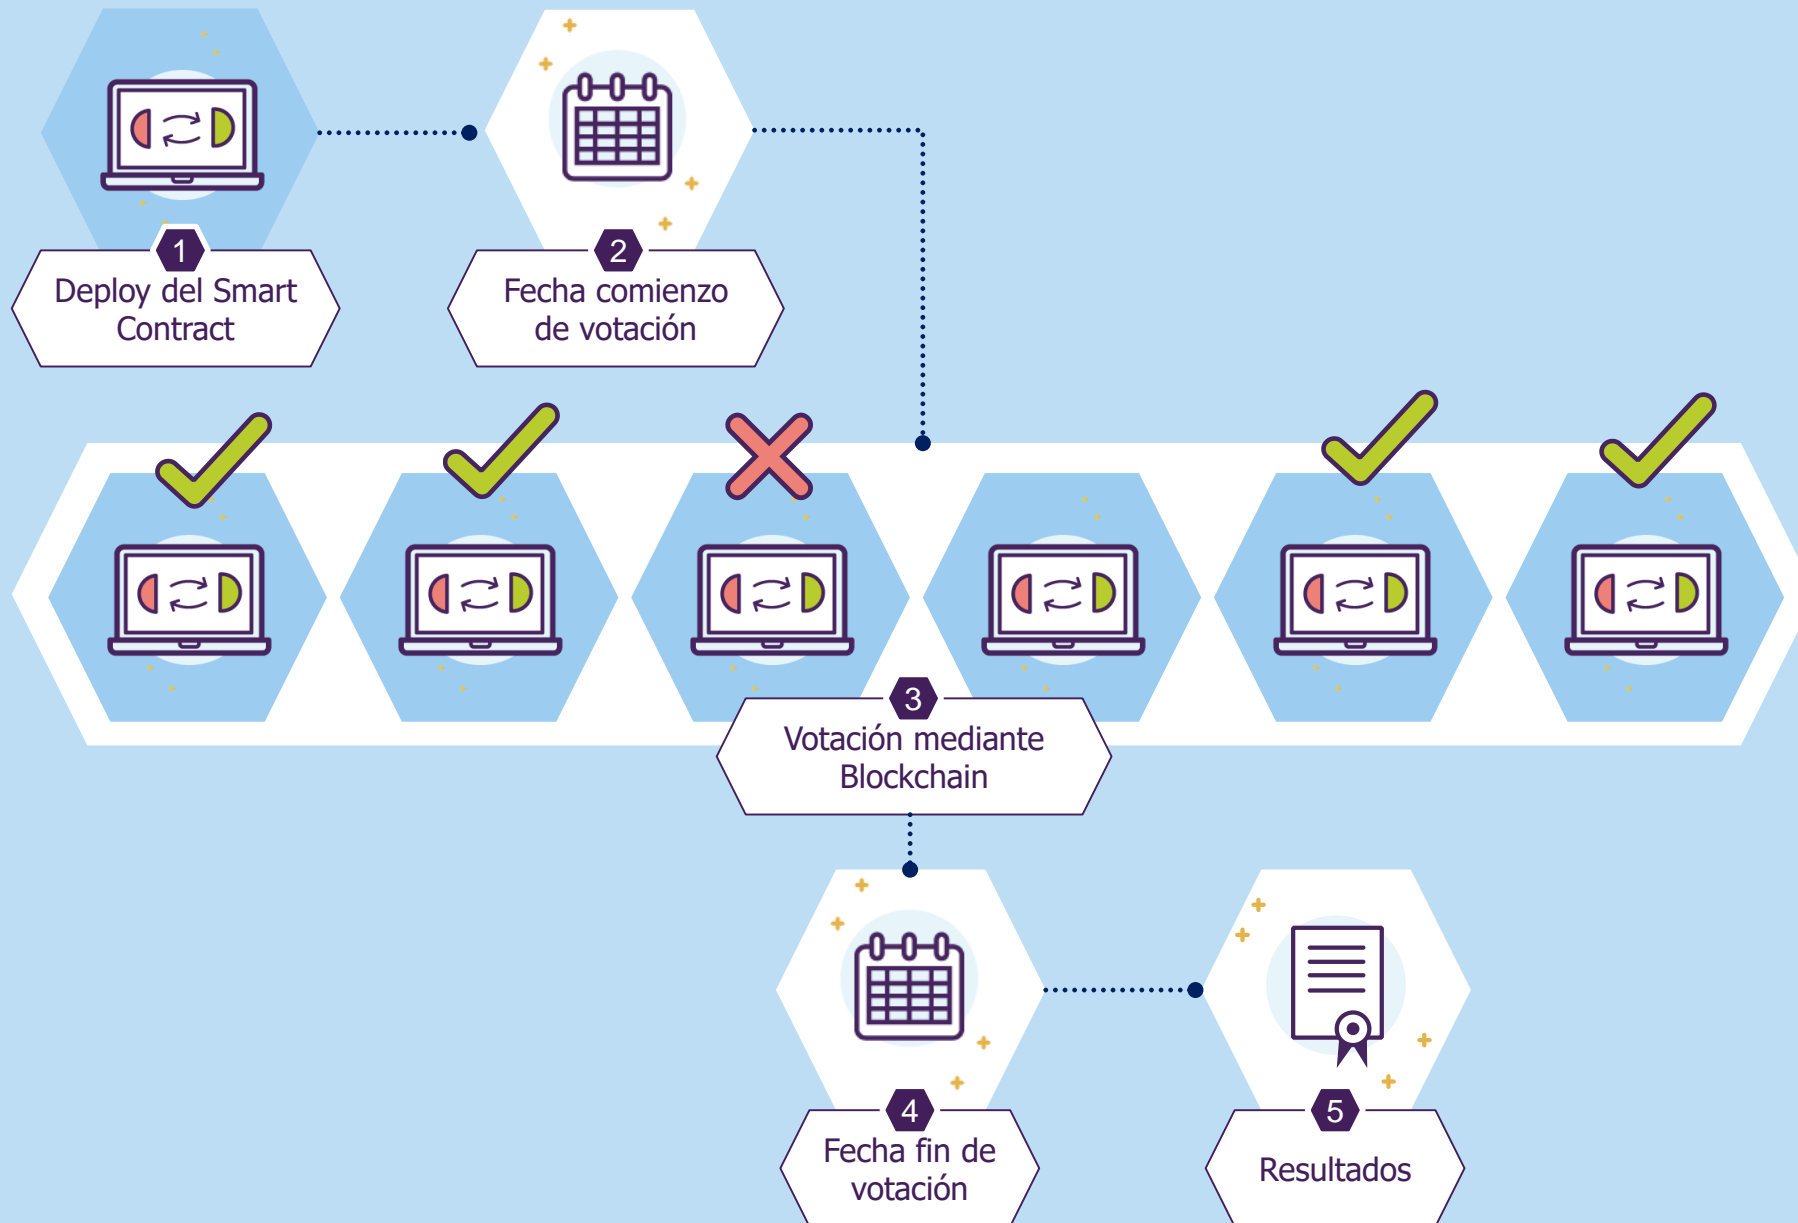 1
Deploy del Smart
Contract
2
Fecha comienzo
de votación
3
Votación mediante
Blockchain
4
Fecha fin de
votación
5
Resultados